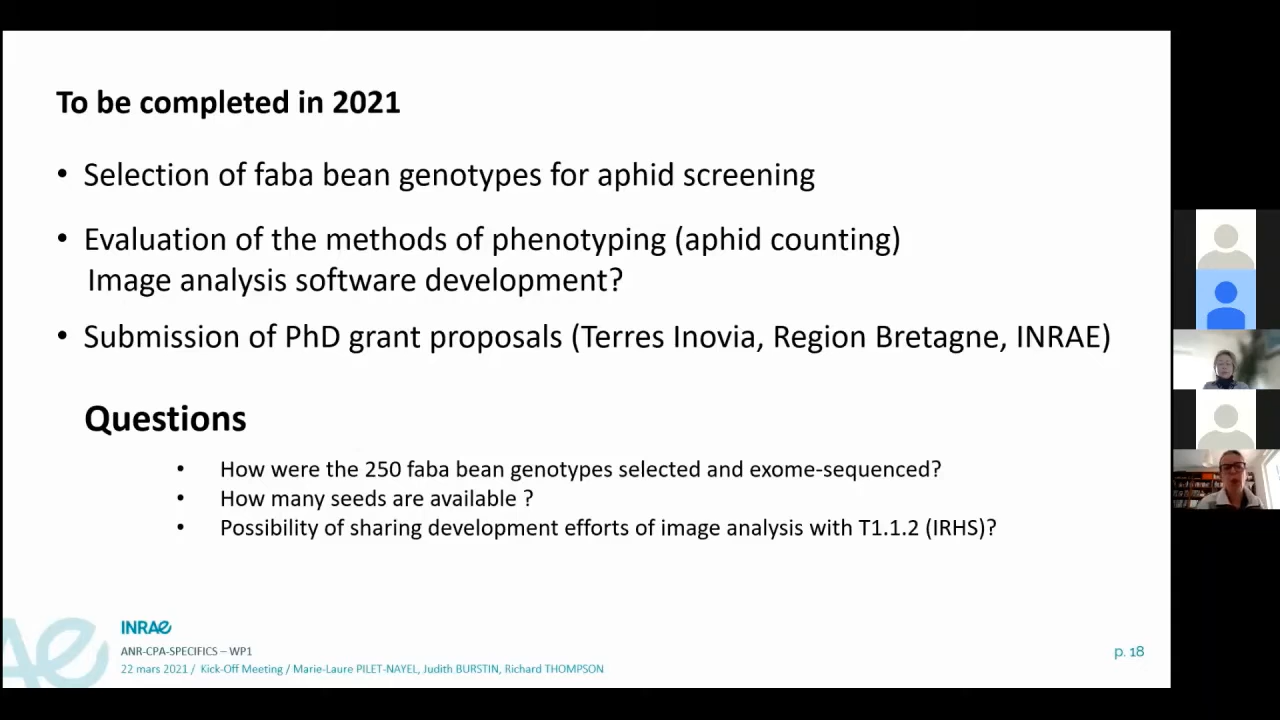 To be completed in 2021
• Selection of faba bean genotypes for aphid screening
• Evaluation of the methods of phenotyping (aphid counting)
Image analysis software development?
• Submission of PhD grant proposals (Terres Inovia, Region Bretagne, INRAE)
Questions
• How were the 250 faba bean genotypes selected and exome-sequenced?
• How many seeds are available ?
• Possibility of sharing development efforts of image analysis with T1.1.2 (IRHS)?
INRAE
ANR-CPA-SPECIFICS – WP1
22 mars 2021 / Kick-Off Meeting / Marie-Laure PILET-NAYEL, Judith BURSTIN, Richard THOMPSON
p. 18